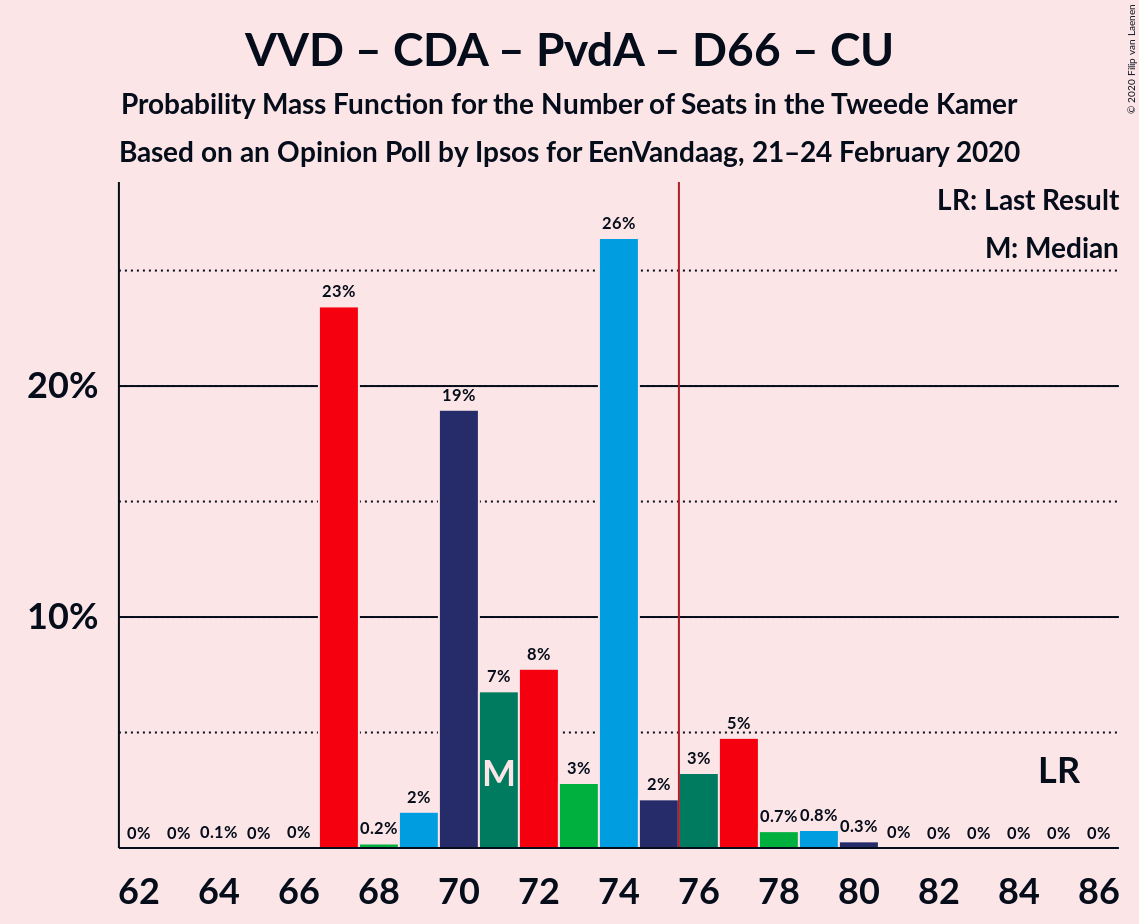 VVD – CDA – PvdA – D66 – CU
Probability Mass Function for the Number of Seats in the Tweede Kamer
Based on an Opinion Poll by Ipsos for EenVandaag, 21–24 February 2020
© 2020 Filip van Laenen
LR: Last Result
M: Median
20%
10%
0% 0% 0.1% 0% 0% 23% 0.2% 2% 19% 7% 8% 3% 26% 2% 3% 5% 0.7% 0.8% 0.3% 0% 0% 0% 0% 0% 0%
M
LR
62 64 66 68 70 72 74 76 78 80 82 84 86